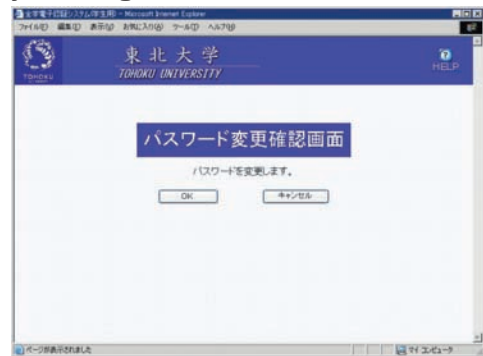 全学電子認証システム(学生用) - Microsoft Internet Explorer
ファイル(F) 編集(E) 表示(V) お気に入り(A) ツール(T) ヘルプ(H)
東北大学
TOHOKU UNIVERSITY
TOHOKU
HELP
パスワード変更確認画面
パスワードを変更します。
OK キャンセル
ページが表示されました マイ コンピュータ